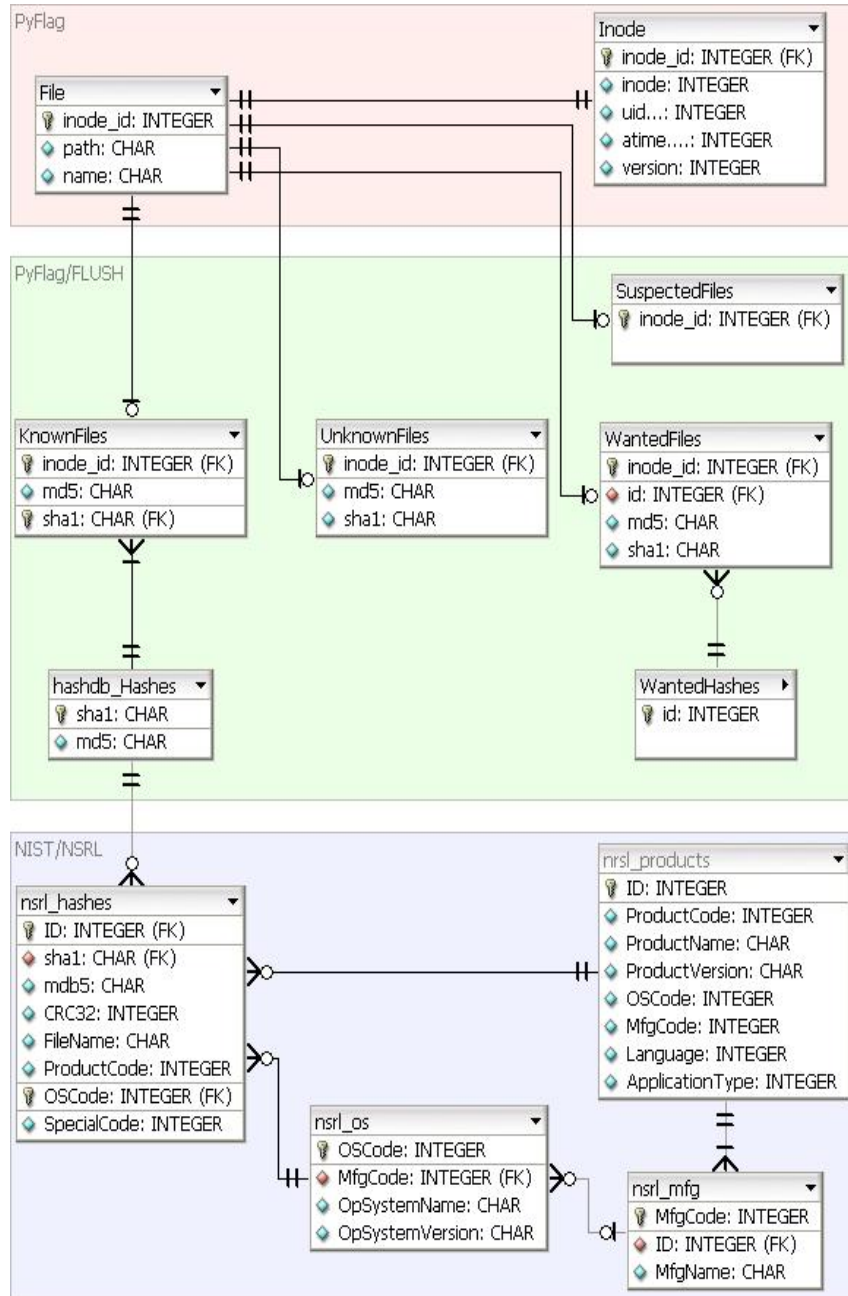 PyFlag
Inode
inode_id: INTEGER (FK)
inode: INTEGER
uid...: INTEGER
atime....: INTEGER
version: INTEGER
File
inode_id: INTEGER
path: CHAR
name: CHAR
PyFlag/FLUSH
SuspectedFiles
inode_id: INTEGER (FK)
KnownFiles
inode_id: INTEGER (FK)
md5: CHAR
sha1: CHAR (FK)
UnknownFiles
inode_id: INTEGER (FK)
md5: CHAR
sha1: CHAR
WantedFiles
inode_id: INTEGER (FK)
id: INTEGER (FK)
md5: CHAR
sha1: CHAR
hashdb_Hashes
sha1: CHAR
md5: CHAR
WantedHashes
id: INTEGER
NIST/NSRL
nsrl_hashes
ID: INTEGER (FK)
sha1: CHAR (FK)
mdb5: CHAR
CRC32: INTEGER
FileName: CHAR
ProductCode: INTEGER
OSCode: INTEGER (FK)
SpecialCode: INTEGER
nrsl_products
ID: INTEGER
ProductCode: INTEGER
ProductName: CHAR
ProductVersion: CHAR
OSCode: INTEGER
MfgCode: INTEGER
Language: INTEGER
ApplicationType: INTEGER
nsrl_os
OSCode: INTEGER
MfgCode: INTEGER (FK)
OpSystemName: CHAR
OpSystemVersion: CHAR
nsrl_mfg
MfgCode: INTEGER
ID: INTEGER (FK)
MfgName: CHAR